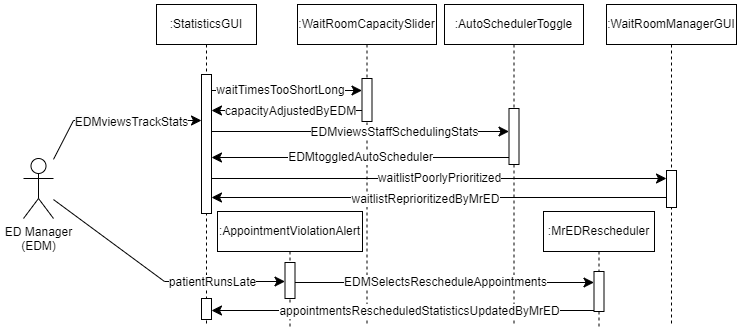 :StatisticsGUI
:WaitRoomCapacitySlider
:AutoSchedulerToggle
:WaitRoomManagerGUI
waitTimesTooShortLong
capacityAdjustedByEDM
EDMviewsTrackStats
EDMviewsStaffSchedulingStats
EDMtoggledAutoScheduler
waitlistPoorlyPrioritized
waitlistReprioritizedByMrED
ED Manager
(EDM)
:AppointmentViolationAlert
:MrEDRescheduler
patientRunsLate
EDMSelectsRescheduleAppointments
appointmentsRescheduledStatisticsUpdatedByMrED